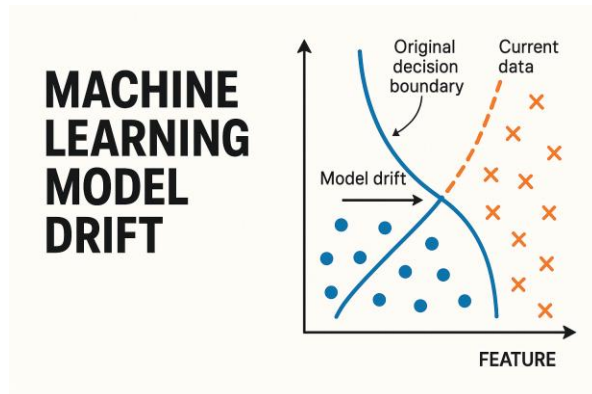 MACHINE
LEARNING
MODEL
DRIFT
Original
decision
boundary
Current
data
Model drift
FEATURE